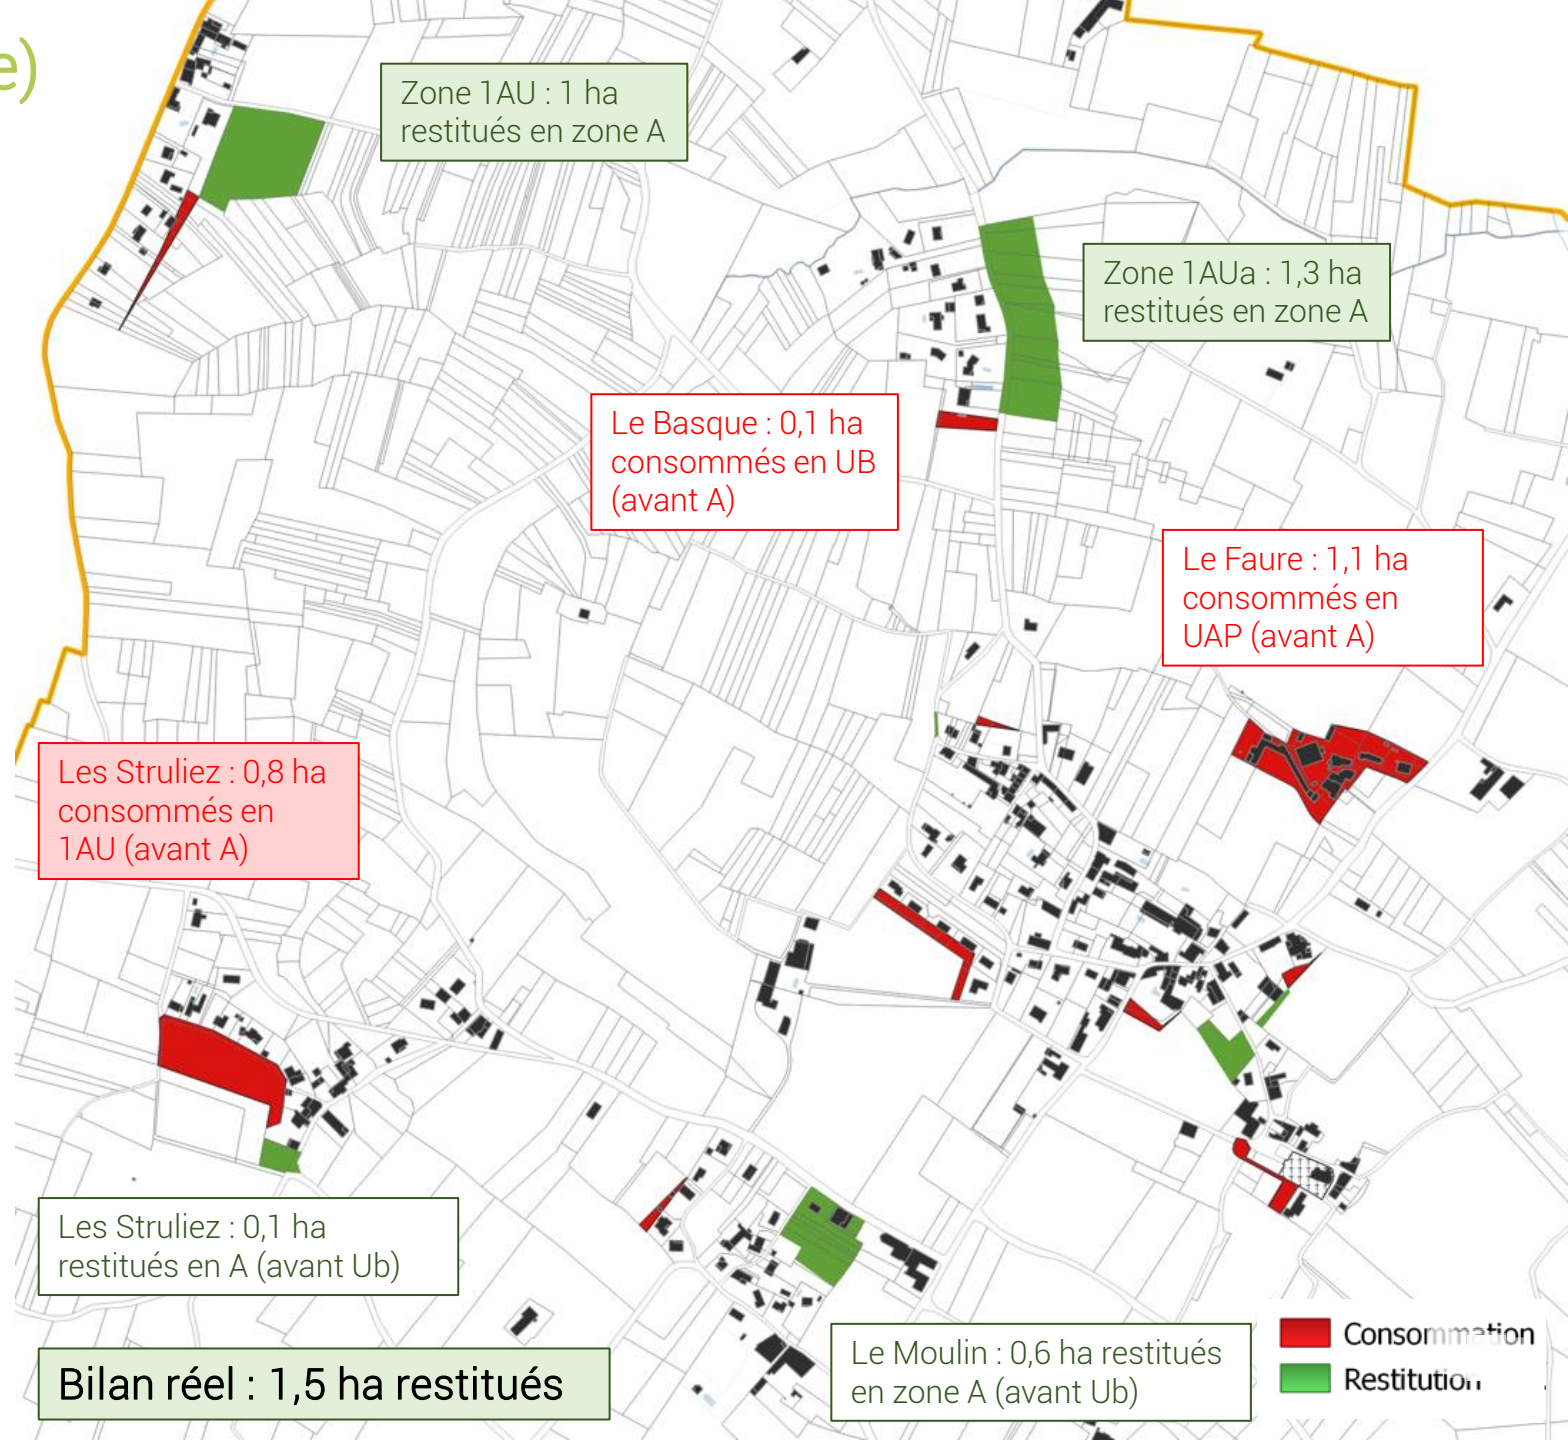 e)
Zone 1AU : 1 ha
restitués en zone A
Zone 1AUa : 1,3 ha
restitués en zone A
Le Basque : 0,1 ha
consommés en UB
(avant A)
Le Faure : 1,1 ha
consommés en
UAP (avant A)
Les Struliez : 0,8 ha
consommés en
1AU (avant A)
Les Struliez : 0,1 ha
restitués en A (avant Ub)
Bilan réel : 1,5 ha restitués
Le Moulin : 0,6 ha restitués
en zone A (avant Ub)
Consommation
Restitution